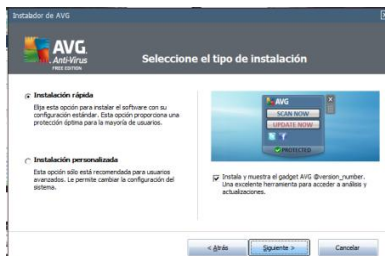 Instalador de AVG
AVG
Anti-Virus
FREE EDITION
Seleccione el tipo de instalación
Instalación rápida
Elija esta opción para instalar el software con su
configuración estándar. Esta opción proporciona una
protección óptima para la mayoría de usuarios.
Instalación personalizada
Esta opción sólo está recomendada para usuarios
avanzados. Le permite cambiar la configuración del
sistema.
AVG
SCAN NOW
UPDATE NOW
PROTECTED
Instala y muestra el gadget AVG @version_number.
Una excelente herramienta para acceder a análisis y
actualizaciones.
< Atrás
Siguiente >
Cancelar